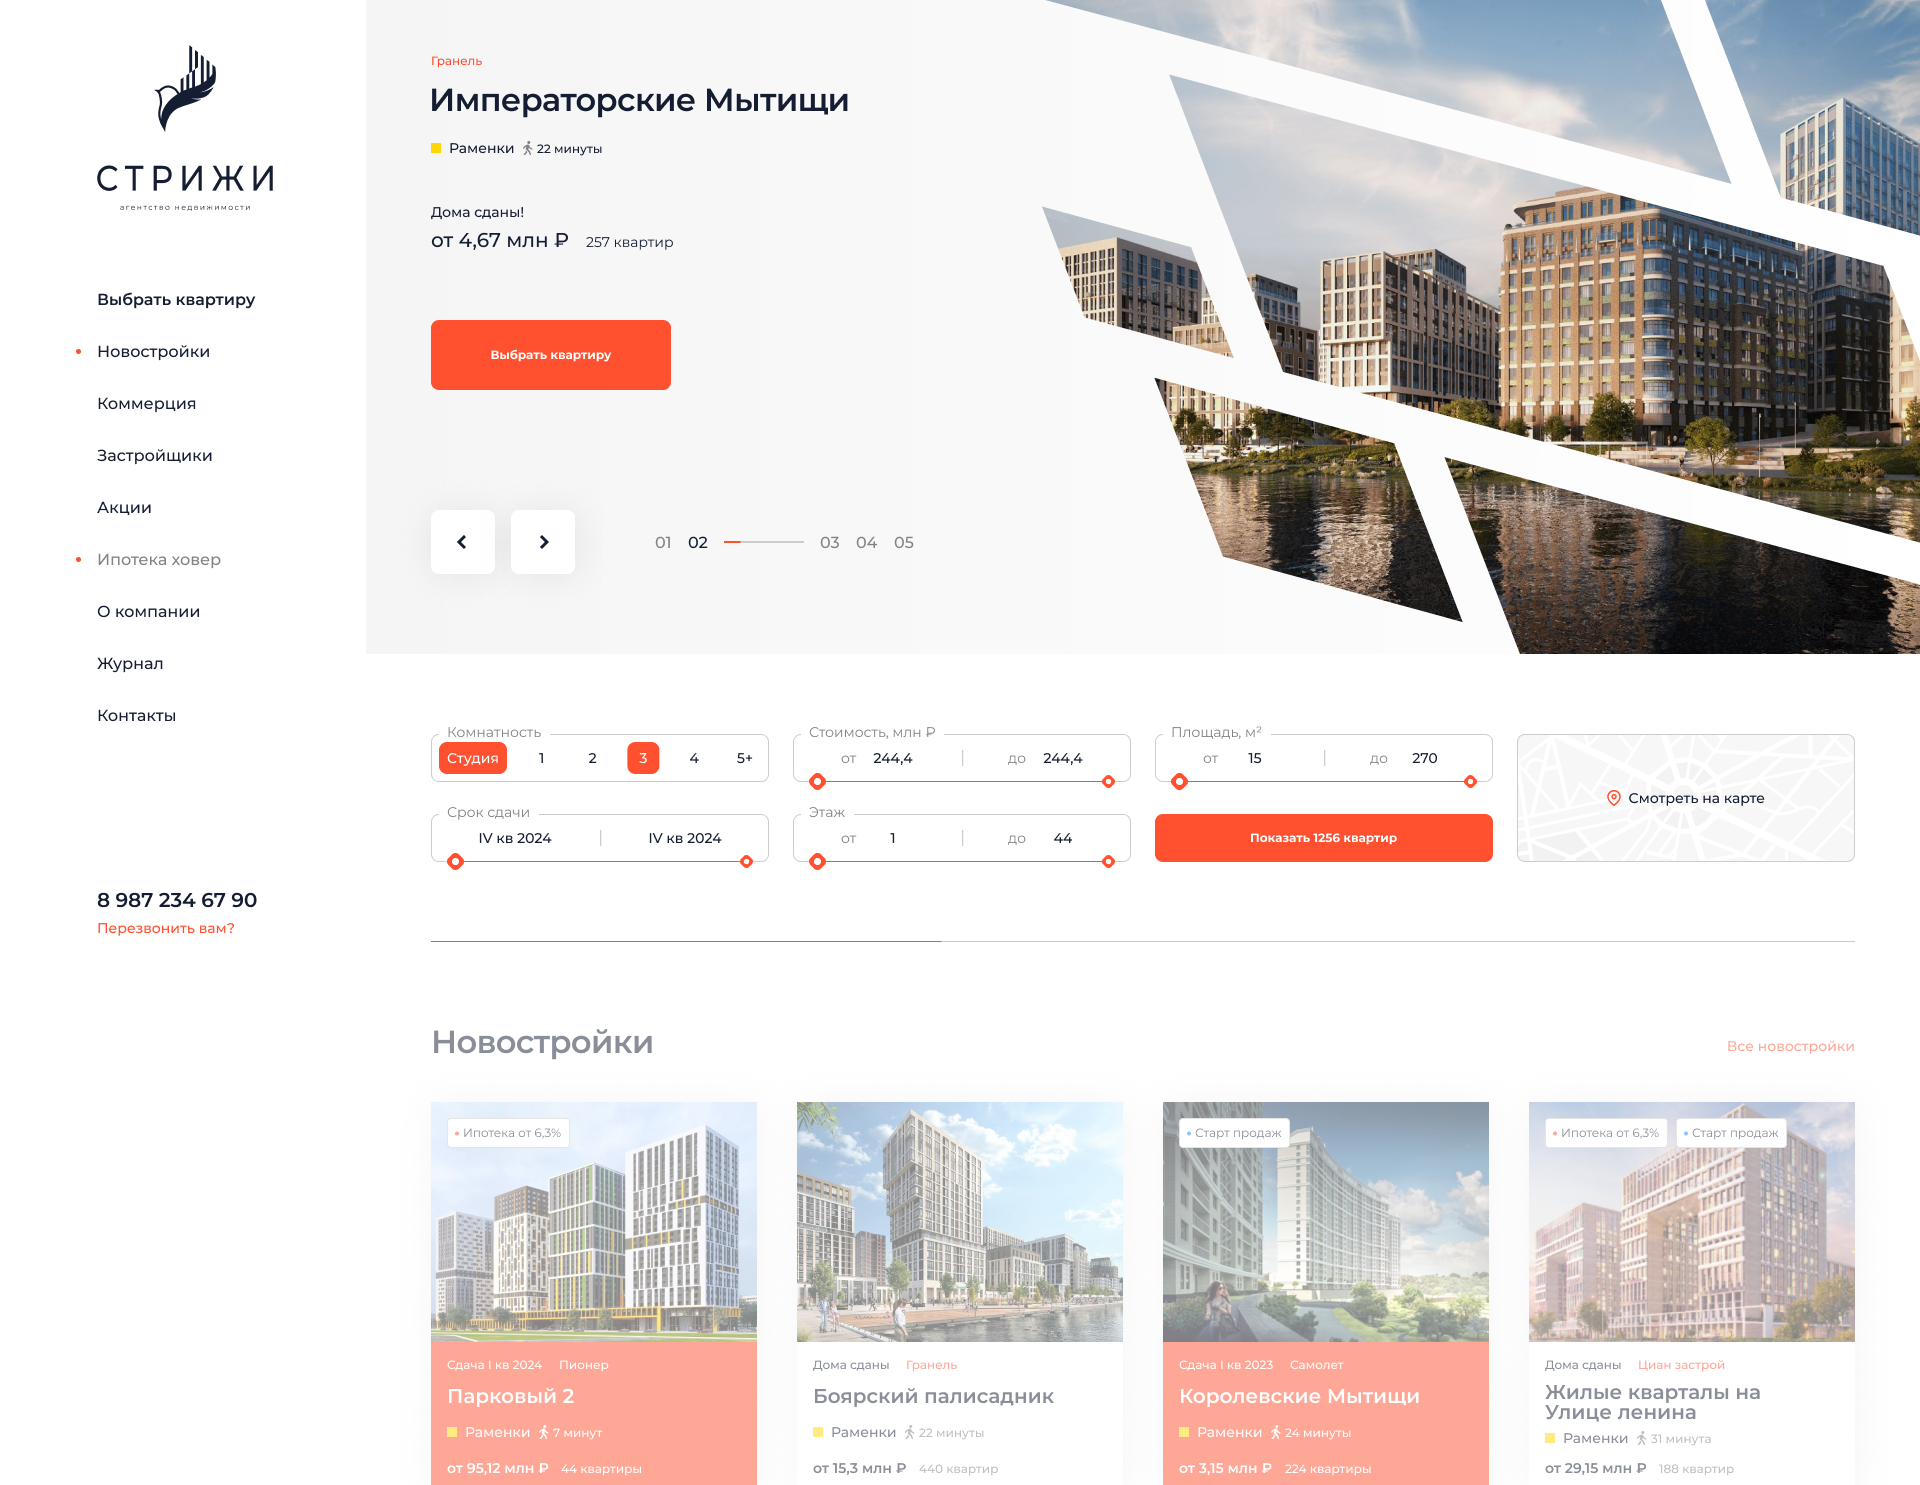 СТРИЖИ
агентство недвижимости
Выбрать квартиру
Новостройки
Коммерция
Застройщики
Акции
Ипотека ховер
О компании
Журнал
Контакты
8 987 234 67 90
Перезвонить вам?
Гранель
Императорские Мытищи
Раменки 22 минуты
Дома сданы!
от 4,67 млн ₽ 257 квартир
Выбрать квартиру
01 02 03 04 05
Комнатность
Студия 1 2 3 4 5+
Стоимость, млн ₽
от 244,4 до 244,4
Площадь, м²
от 15 до 270
Срок сдачи
IV кв 2024 IV кв 2024
Этаж
от 1 до 44
Показать 1256 квартир
Смотреть на карте
Новостройки
Все новостройки
Ипотека от 6,3%
Сдача I кв 2024 Пионер
Парковый 2
Раменки 7 минут
от 95,12 млн ₽ 44 квартиры
Дома сданы Гранель
Боярский палисадник
Раменки 22 минуты
от 15,3 млн ₽ 440 квартир
Старт продаж
Сдача I кв 2023 Самолет
Королевские Мытищи
Раменки 24 минуты
от 3,15 млн ₽ 224 квартиры
Ипотека от 6,3% Старт продаж
Дома сданы Циан застрой
Жилые кварталы на
Улице ленина
Раменки 31 минута
от 29,15 млн ₽ 188 квартир